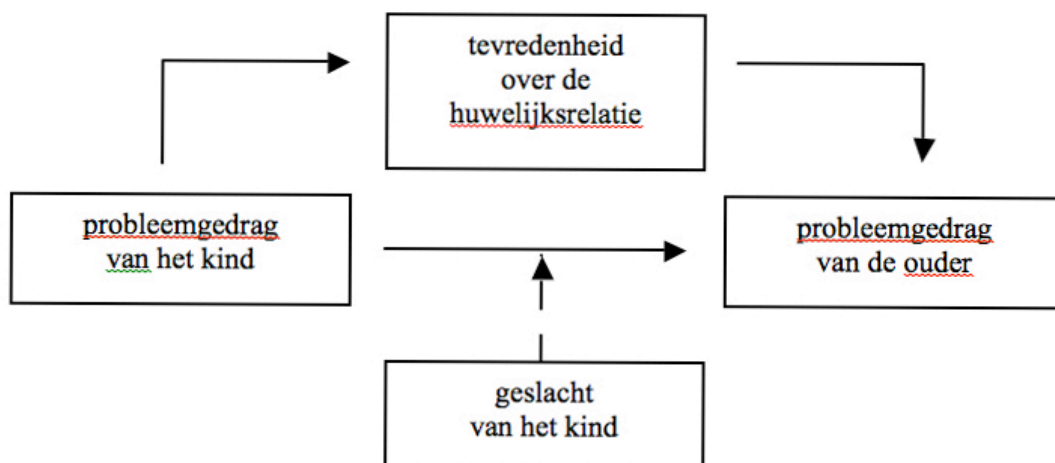 tevredenheid
over de
huwelijksrelatie
probleemgedrag
van het kind
probleemgedrag
van de ouder
geslacht
van het kind